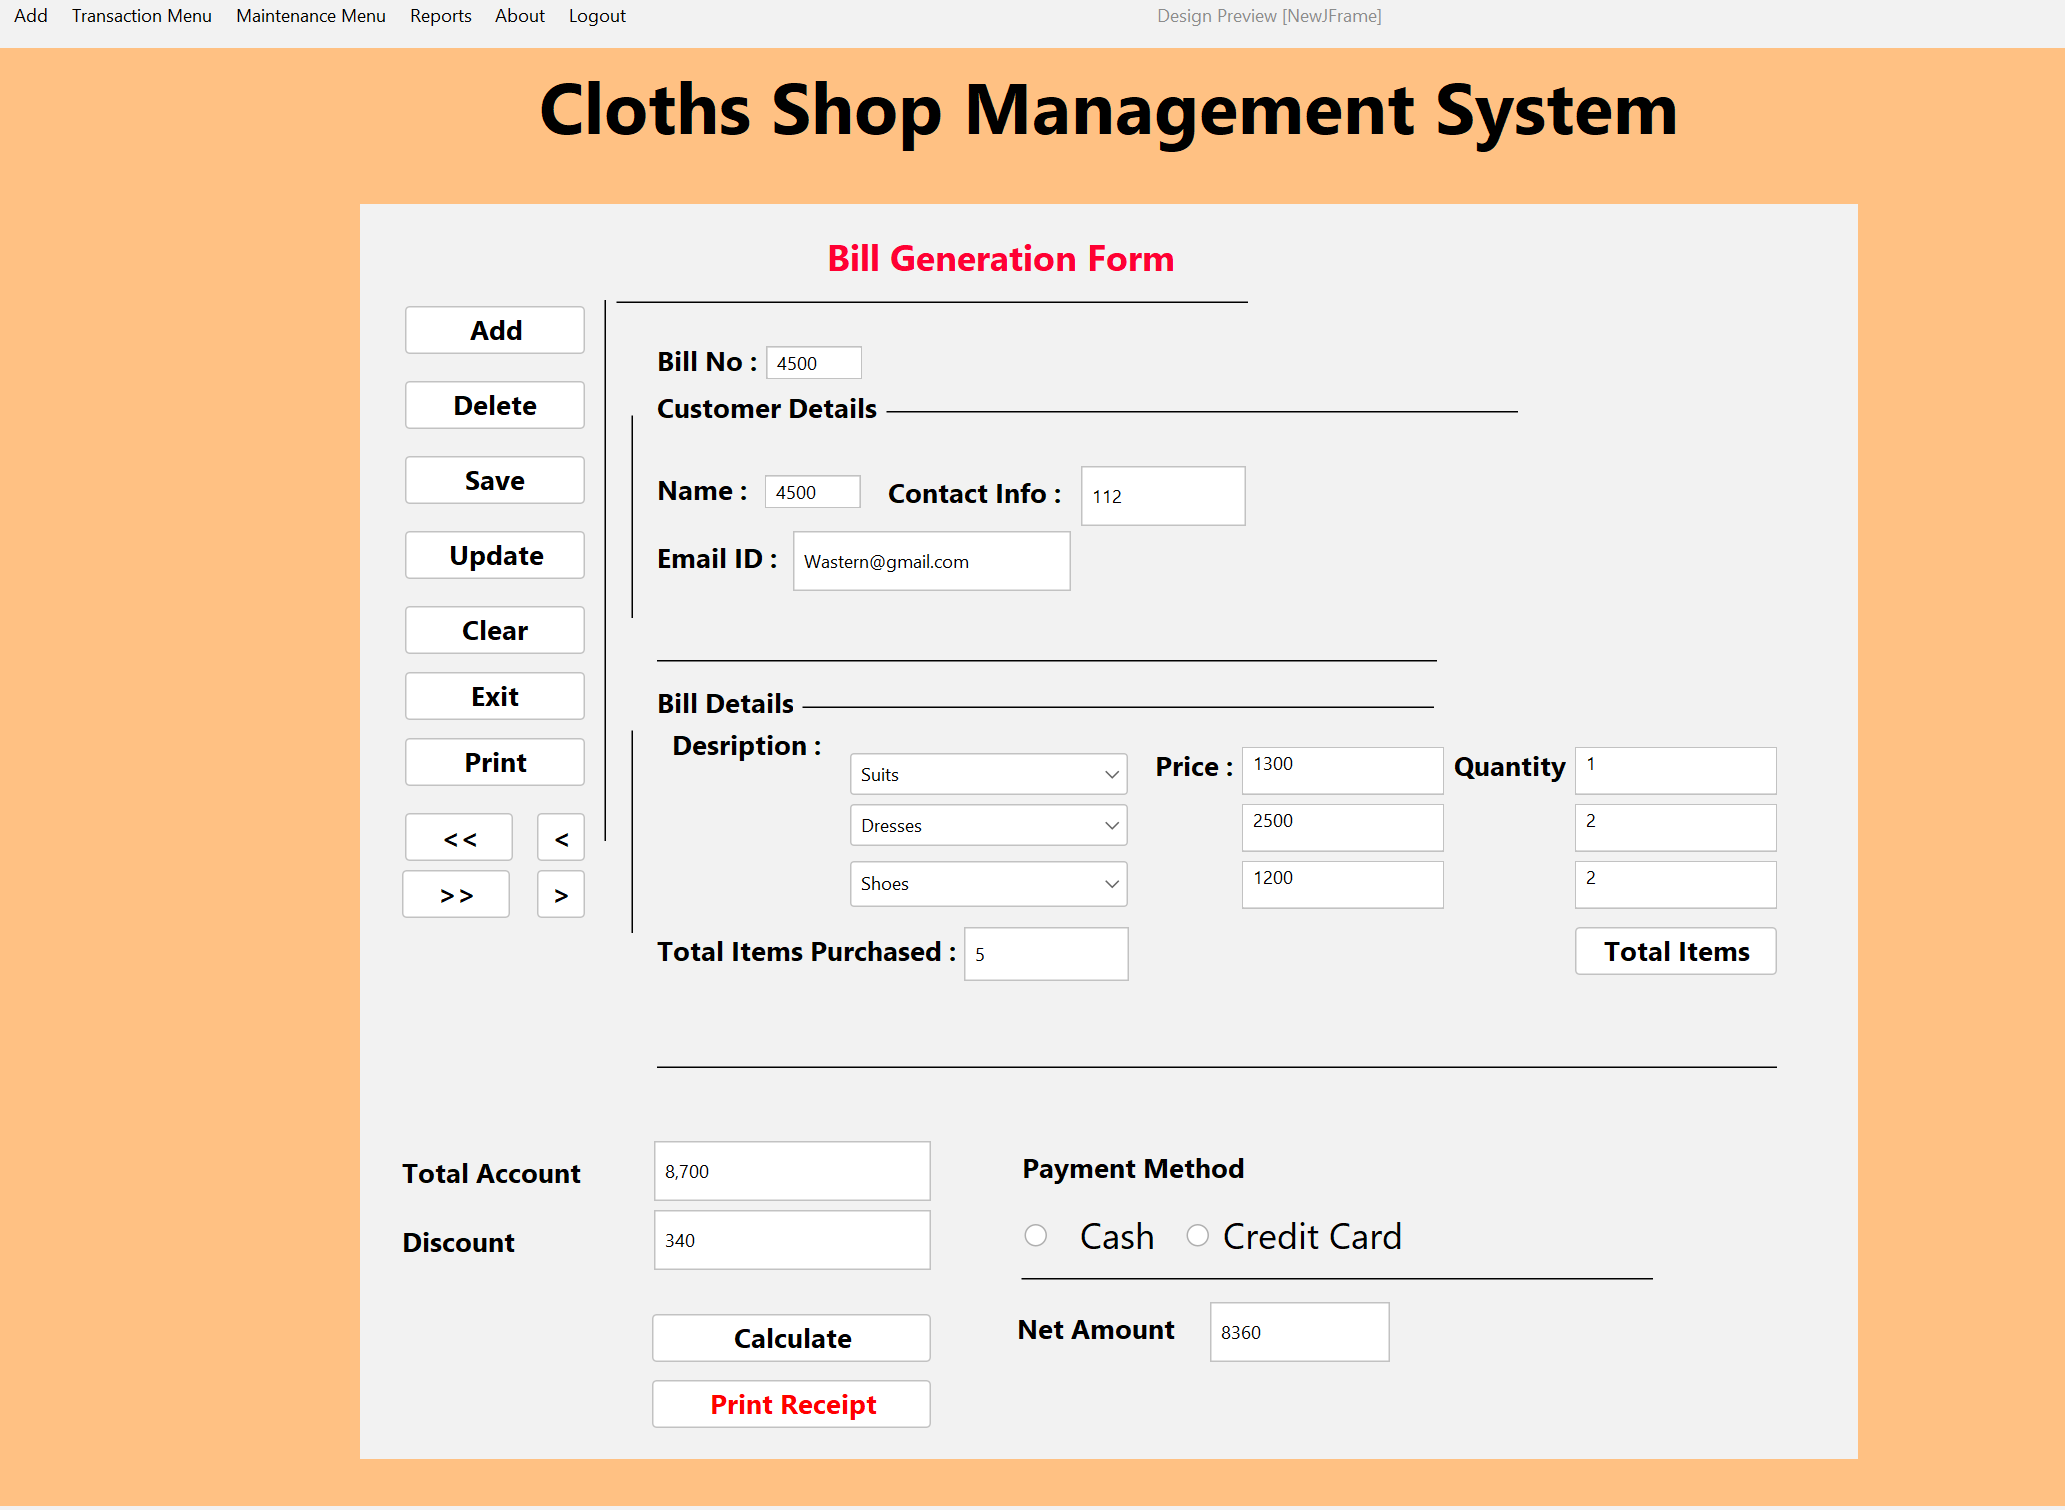 Add Transaction Menu Maintenance Menu Reports About Logout Design Preview [NewJFrame]
Cloths Shop Management System
Bill Generation Form
Add
Delete
Save
Update
Clear
Exit
Print
<< <
>> >
Bill No : 4500
Customer Details
Name : 4500 Contact Info : 112
Email ID : Wastern@gmail.com
Bill Details
Desription :
Suits Price : 1300 Quantity 1
Dresses 2500 2
Shoes 1200 2
Total Items Purchased : 5 Total Items
Total Account 8,700
Discount 340
Calculate
Print Receipt
Payment Method
Cash Credit Card
Net Amount 8360